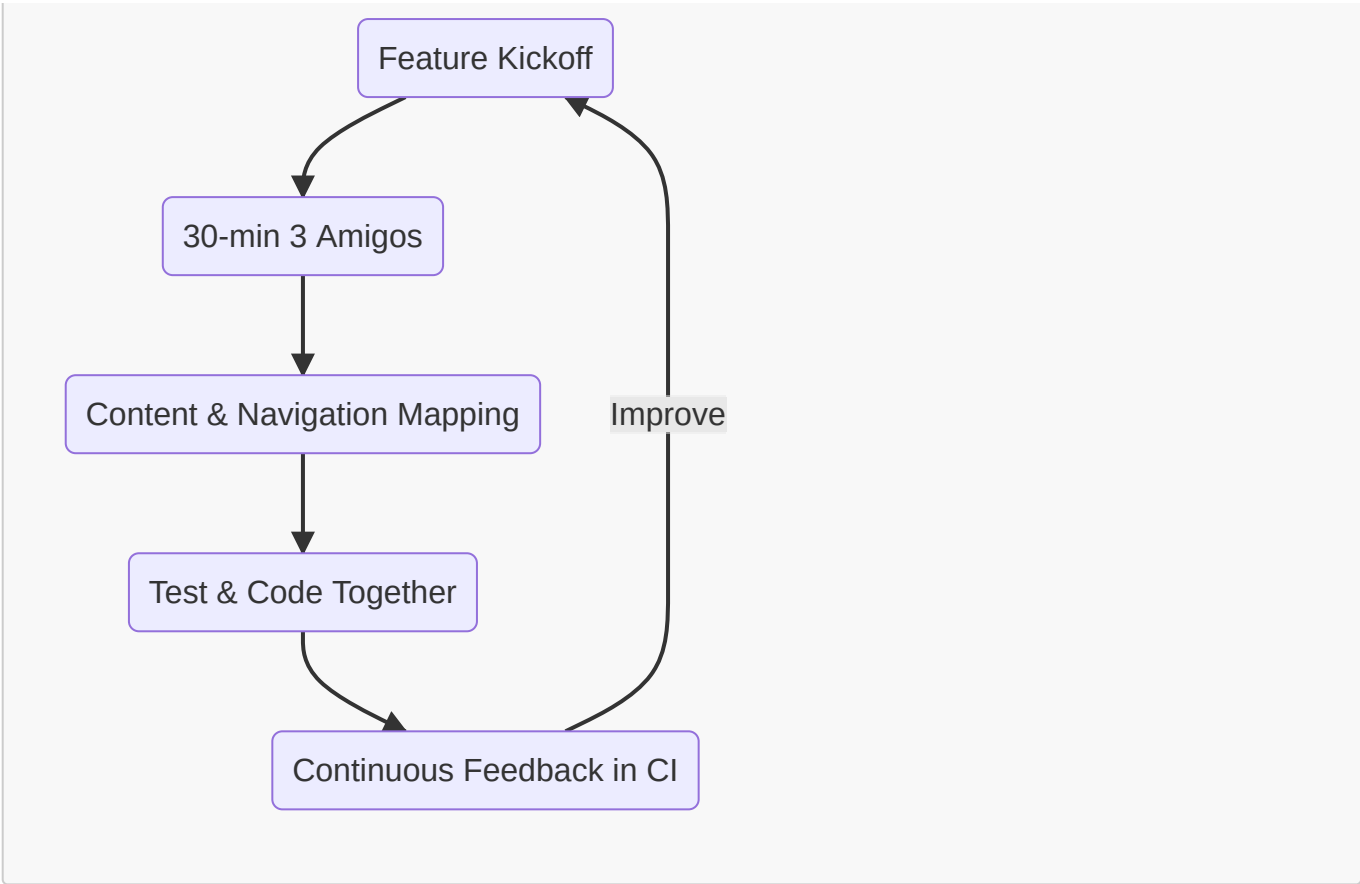 Feature Kickoff
30-min 3 Amigos
Content & Navigation Mapping
Improve
Test & Code Together
Continuous Feedback in CI